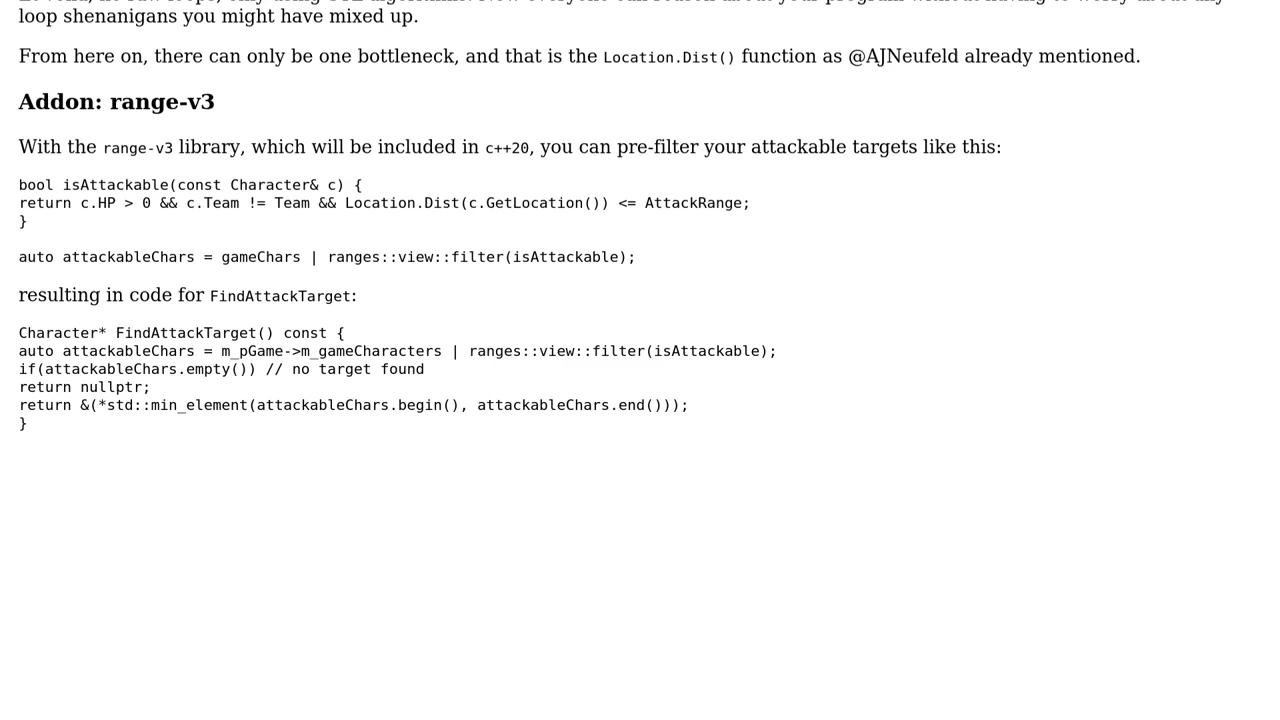 loop shenanigans you might have mixed up.
From here on, there can only be one bottleneck, and that is the Location.Dist() function as @AJNeufeld already mentioned.
Addon: range-v3
With the range-v3 library, which will be included in c++20, you can pre-filter your attackable targets like this:
bool isAttackable(const Character& c) {
return c.HP > 0 && c.Team != Team && Location.Dist(c.GetLocation()) <= AttackRange;
}
auto attackableChars = gameChars | ranges::view::filter(isAttackable);
resulting in code for FindAttackTarget:
Character* FindAttackTarget() const {
auto attackableChars = m_pGame->m_gameCharacters | ranges::view::filter(isAttackable);
if(attackableChars.empty()) // no target found
return nullptr;
return &(*std::min_element(attackableChars.begin(), attackableChars.end()));
}